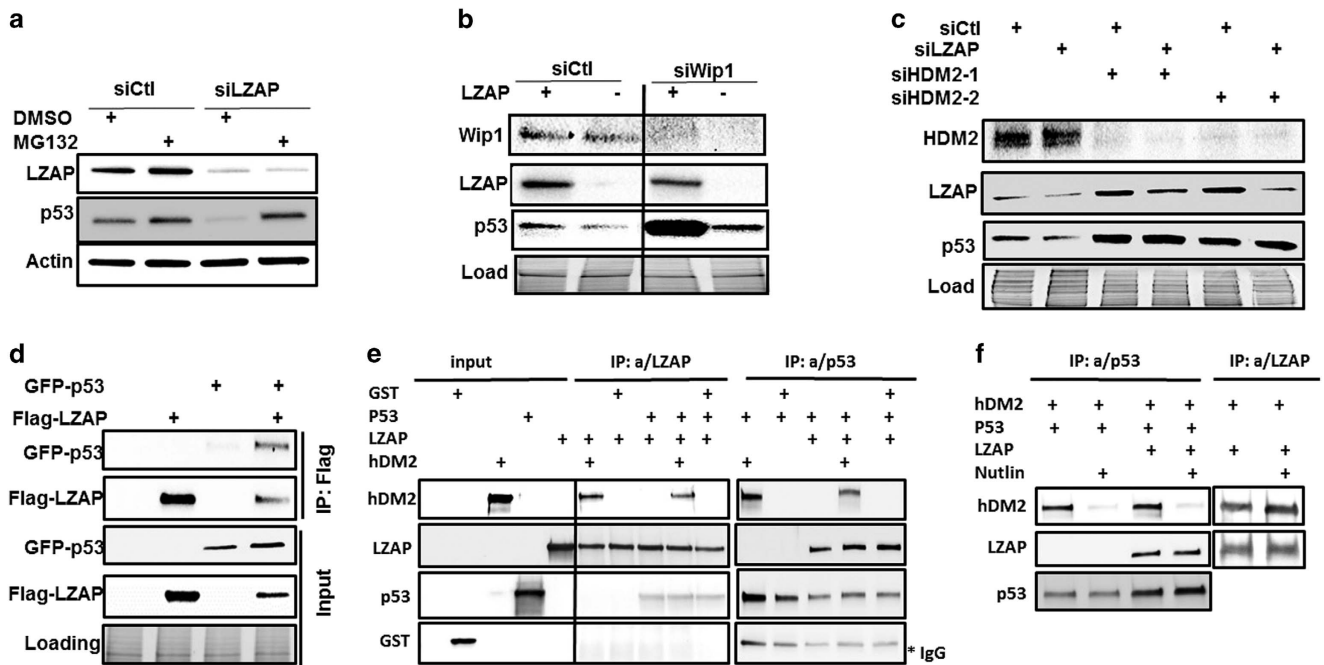 a
siCtl siLZAP
DMSO + +
MG132 + +
LZAP
p53
Actin
b
siCtl siWip1
LZAP + - + -
Wip1
LZAP
p53
Load
c
siCtl + + +
siLZAP + + +
siHDM2-1 + +
siHDM2-2 + +
HDM2
LZAP
p53
Load
d
GFP-p53 + +
Flag-LZAP + +
GFP-p53
Flag-LZAP
IP: Flag
GFP-p53
Flag-LZAP
Loading
Input
e
input IP: a/LZAP IP: a/p53
GST + + + + +
P53 + + + + + + + + +
LZAP + + + + + + + + +
hDM2 + + + + +
hDM2
LZAP
p53
GST
* IgG
f
IP: a/p53 IP: a/LZAP
hDM2 + + + + + +
P53 + + + +
LZAP + + + +
Nutlin + + +
hDM2
LZAP
p53